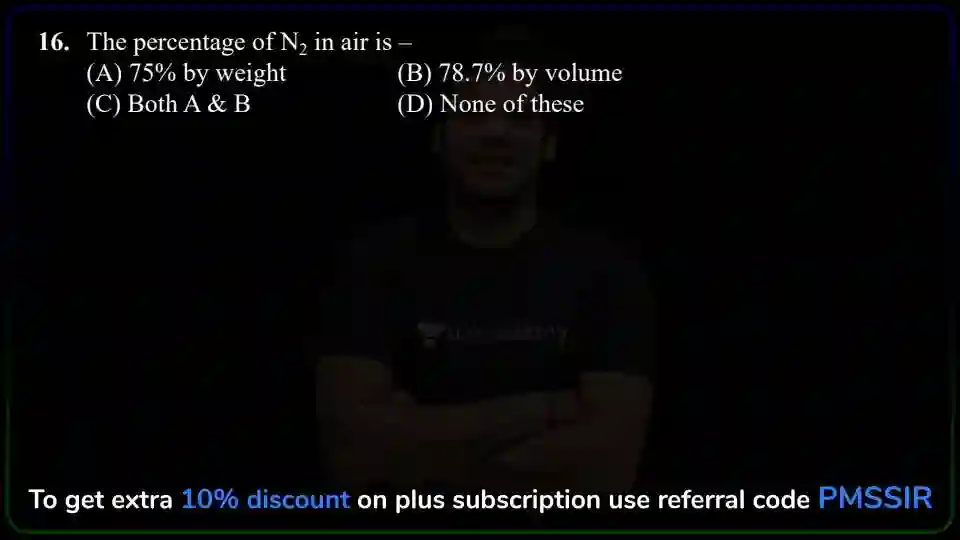 16. The percentage of N₂ in air is –
(A) 75% by weight (B) 78.7% by volume
(C) Both A & B (D) None of these
To get extra 10% discount on plus subscription use referral code PMSSIR